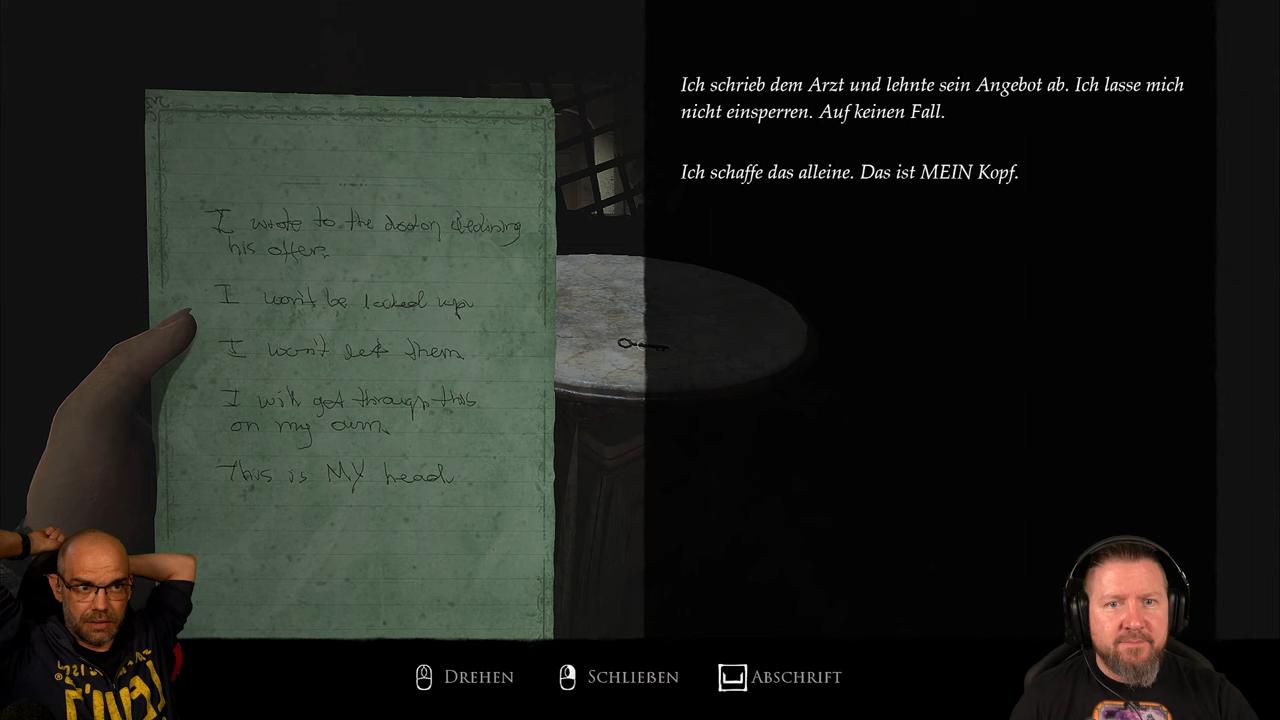 I wrote to the doctor declining
his offer.
I won't be locked up
I won't let them
I will get through this
on my own.
This is MY head
Ich schrieb dem Arzt und lehnte sein Angebot ab. Ich lasse mich
nicht einsperren. Auf keinen Fall.
Ich schaffe das alleine. Das ist MEIN Kopf.
DREHEN
SCHLIEẞEN
ABSCHRIFT